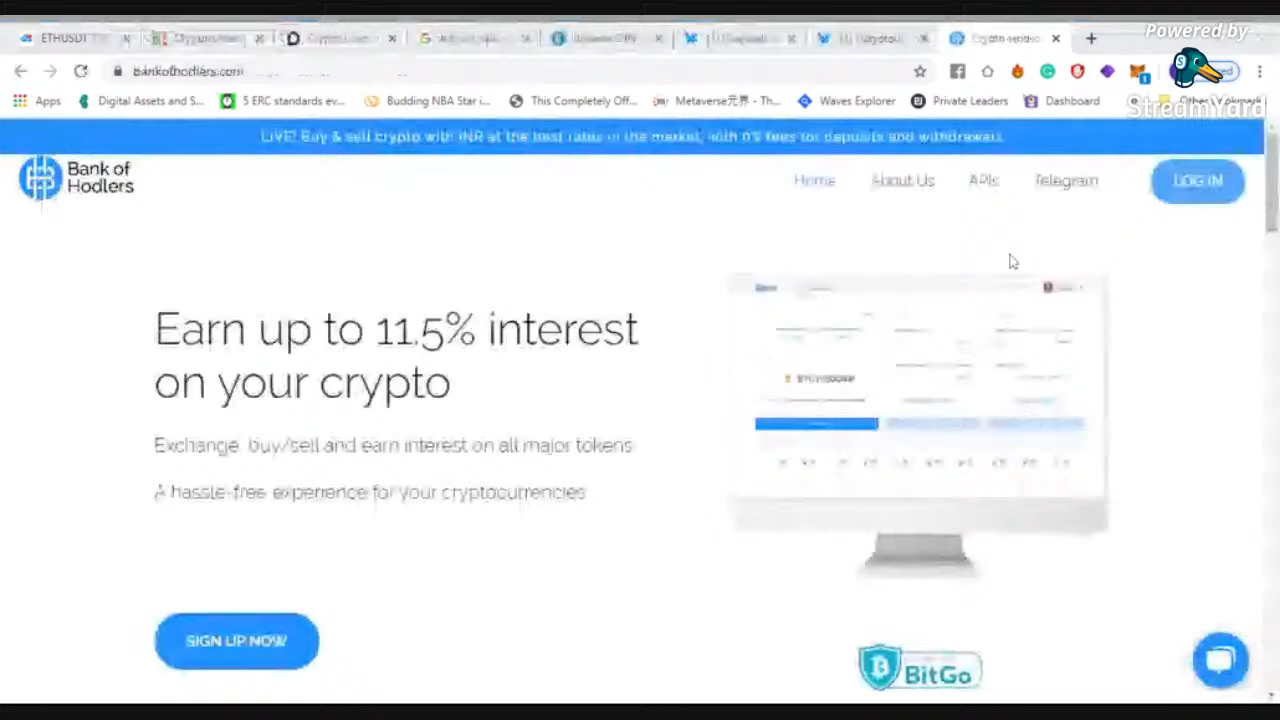 Powered by
StreamYard
ETHUSDT
bankofhodlers.com
Apps
Digital Assets and S...
5 ERC standards ev...
Budding NBA Star i...
This Completely Off...
Metaverse元界 - Th...
Waves Explorer
Private Leaders
Dashboard
LIVE! Buy & sell crypto with INR at the best rates in the market, with 0% fees for deposits and withdrawals.
Bank of
Hodlers
Home
About Us
APIs
Telegram
LOG IN
Earn up to 11.5% interest
on your crypto
Exchange, buy/sell and earn interest on all major tokens
A hassle-free experience for your cryptocurrencies
SIGN UP NOW
BitGo